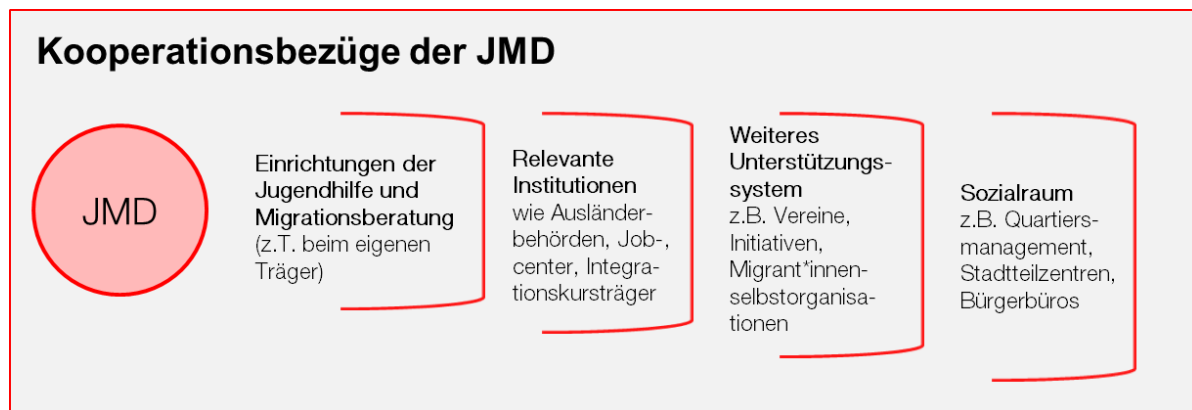 Kooperationsbezüge der JMD
JMD
Einrichtungen der
Jugendhilfe und
Migrationsberatung
(z.T. beim eigenen
Träger)
Relevante
Institutionen
wie Ausländer-
behörden, Job-,
center, Integra-
tionskursträger
Weiteres
Unterstützungs-
system
z.B. Vereine,
Initiativen,
Migrant*innen-
selbstorganisa-
tionen
Sozialraum
z.B. Quartiers-
management,
Stadtteilzentren,
Bürgerbüros